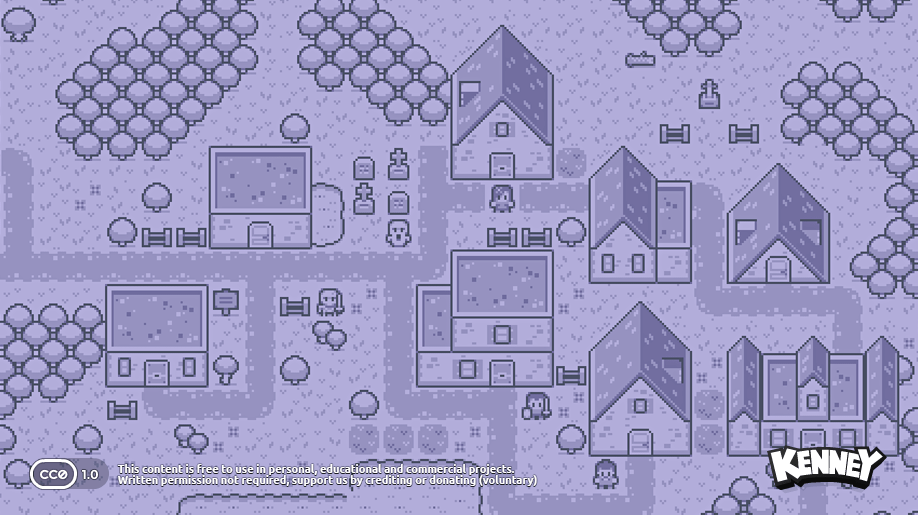 cc0 1.0
This content is free to use in personal, educational and commercial projects.
Written permission not required, support us by crediting or donating (voluntary)
KENNEY